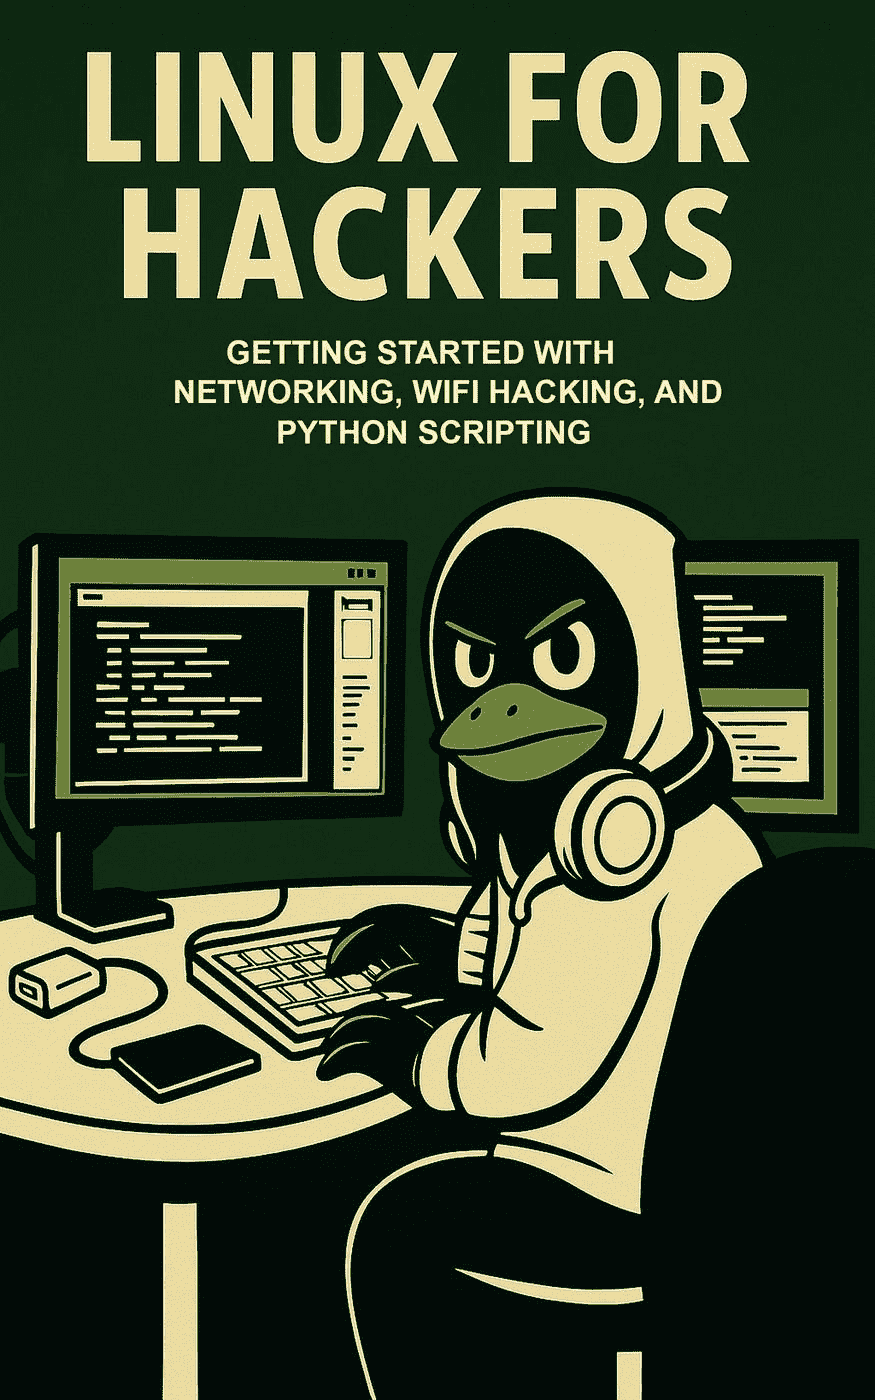 LINUX FOR
HACKERS
GETTING STARTED WITH
NETWORKING, WIFI HACKING, AND
PYTHON SCRIPTING